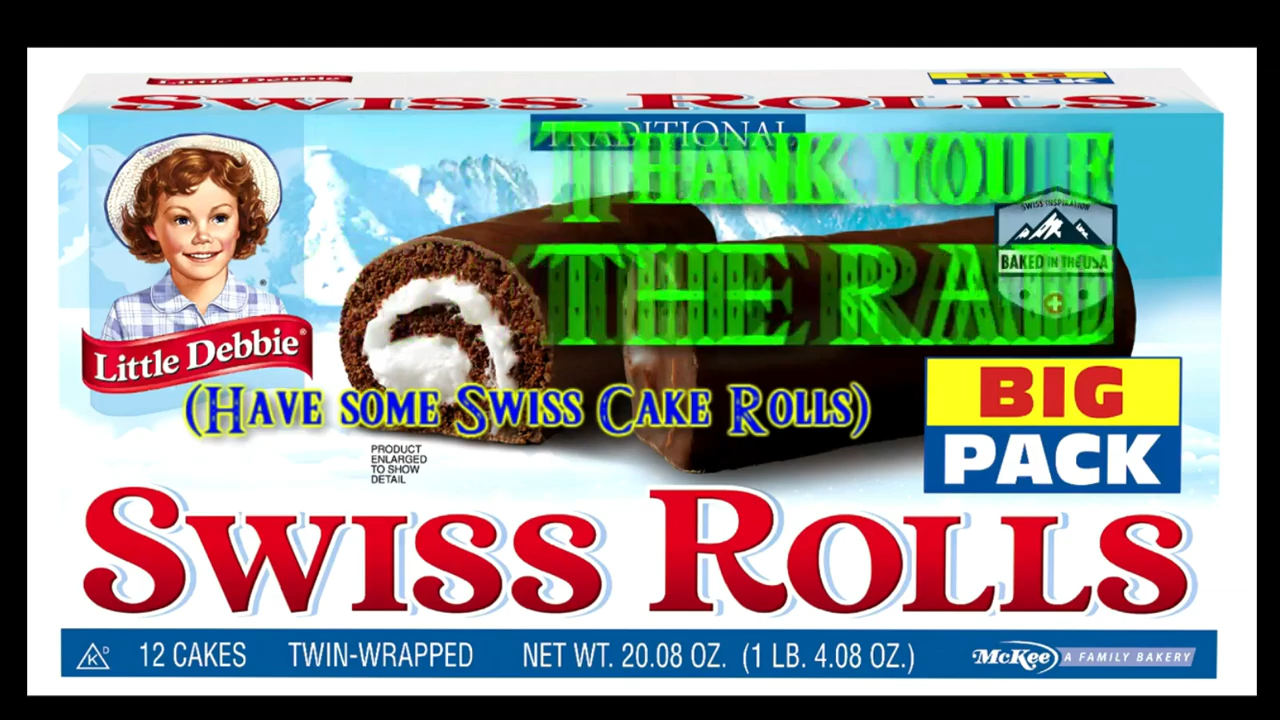 Little Debbie
BIG
PACK
SWISS ROLLS
TRADITIONAL
THANK YOU F
SWISS INSPIRATION
THE RAID
BAKED IN THE USA
Little Debbie®
(HAVE SOME SWISS CAKE ROLLS)
BIG
PACK
PRODUCT
ENLARGED
TO SHOW
DETAIL
SWISS ROLLS
K D 12 CAKES TWIN-WRAPPED NET WT. 20.08 OZ. (1 LB. 4.08 OZ.) McKee A FAMILY BAKERY